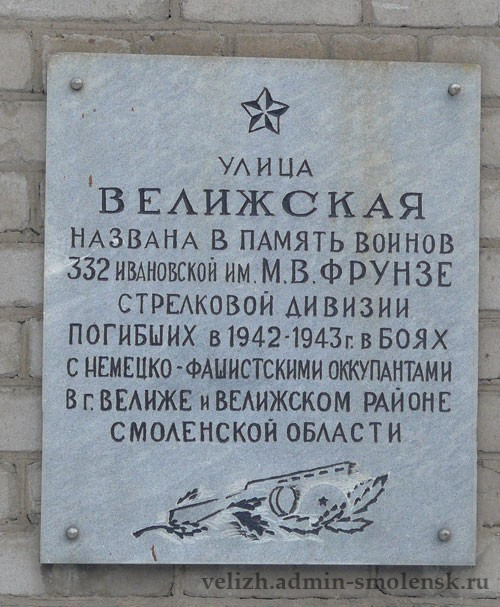 УЛИЦА
ВЕЛИЖСКАЯ
НАЗВАНА В ПАМЯТЬ ВОИНОВ
332 ИВАНОВСКОЙ ИМ. М.В. ФРУНЗЕ
СТРЕЛКОВОЙ ДИВИЗИИ
ПОГИБШИХ в 1942-1943г. в БОЯХ
С НЕМЕЦКО-ФАШИСТСКИМИ ОККУПАНТАМИ
В г. ВЕЛИЖЕ и ВЕЛИЖСКОМ РАЙОНЕ
СМОЛЕНСКОЙ ОБЛАСТИ
velizh.admin-smolensk.ru